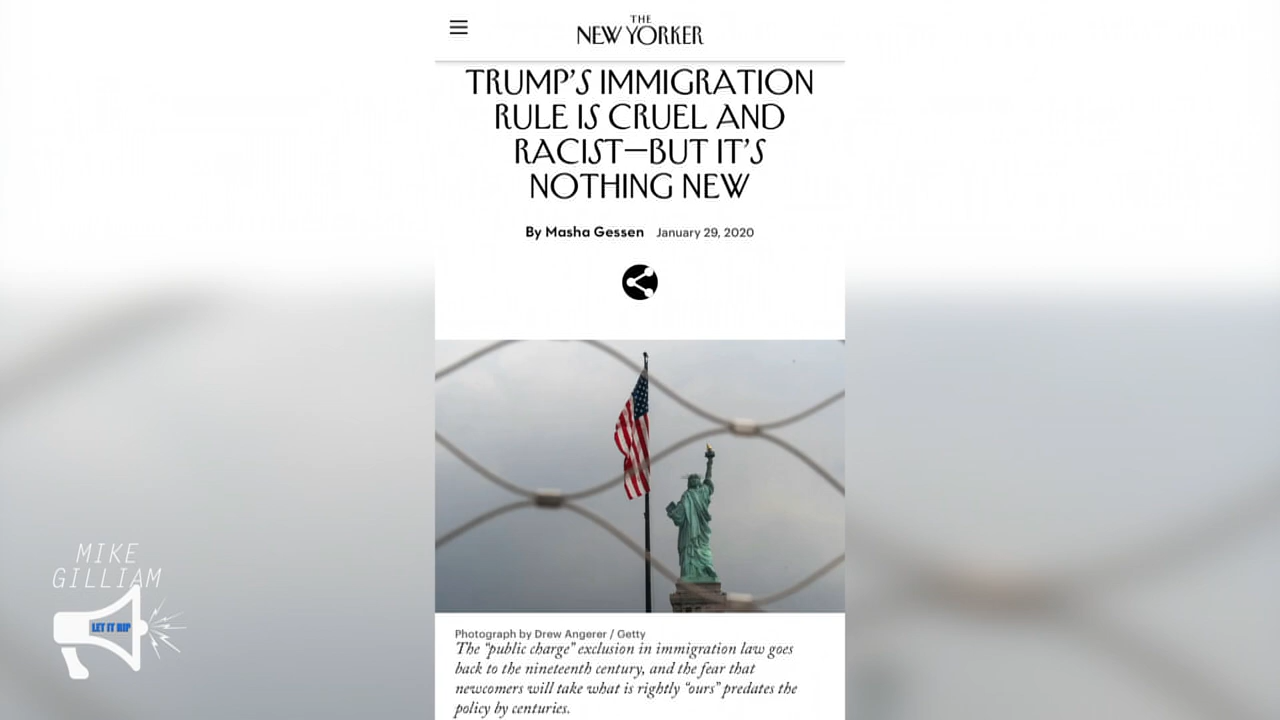 THE
NEW YORKER
TRUMP'S IMMIGRATION
RULE IS CRUEL AND
RACIST—BUT IT'S
NOTHING NEW
By Masha Gessen January 29, 2020
Photograph by Drew Angerer / Getty
The “public charge” exclusion in immigration law goes
back to the nineteenth century, and the fear that
newcomers will take what is rightly “ours” predates the
policy by centuries.
MIKE
GILLIAM
LET IT RIP